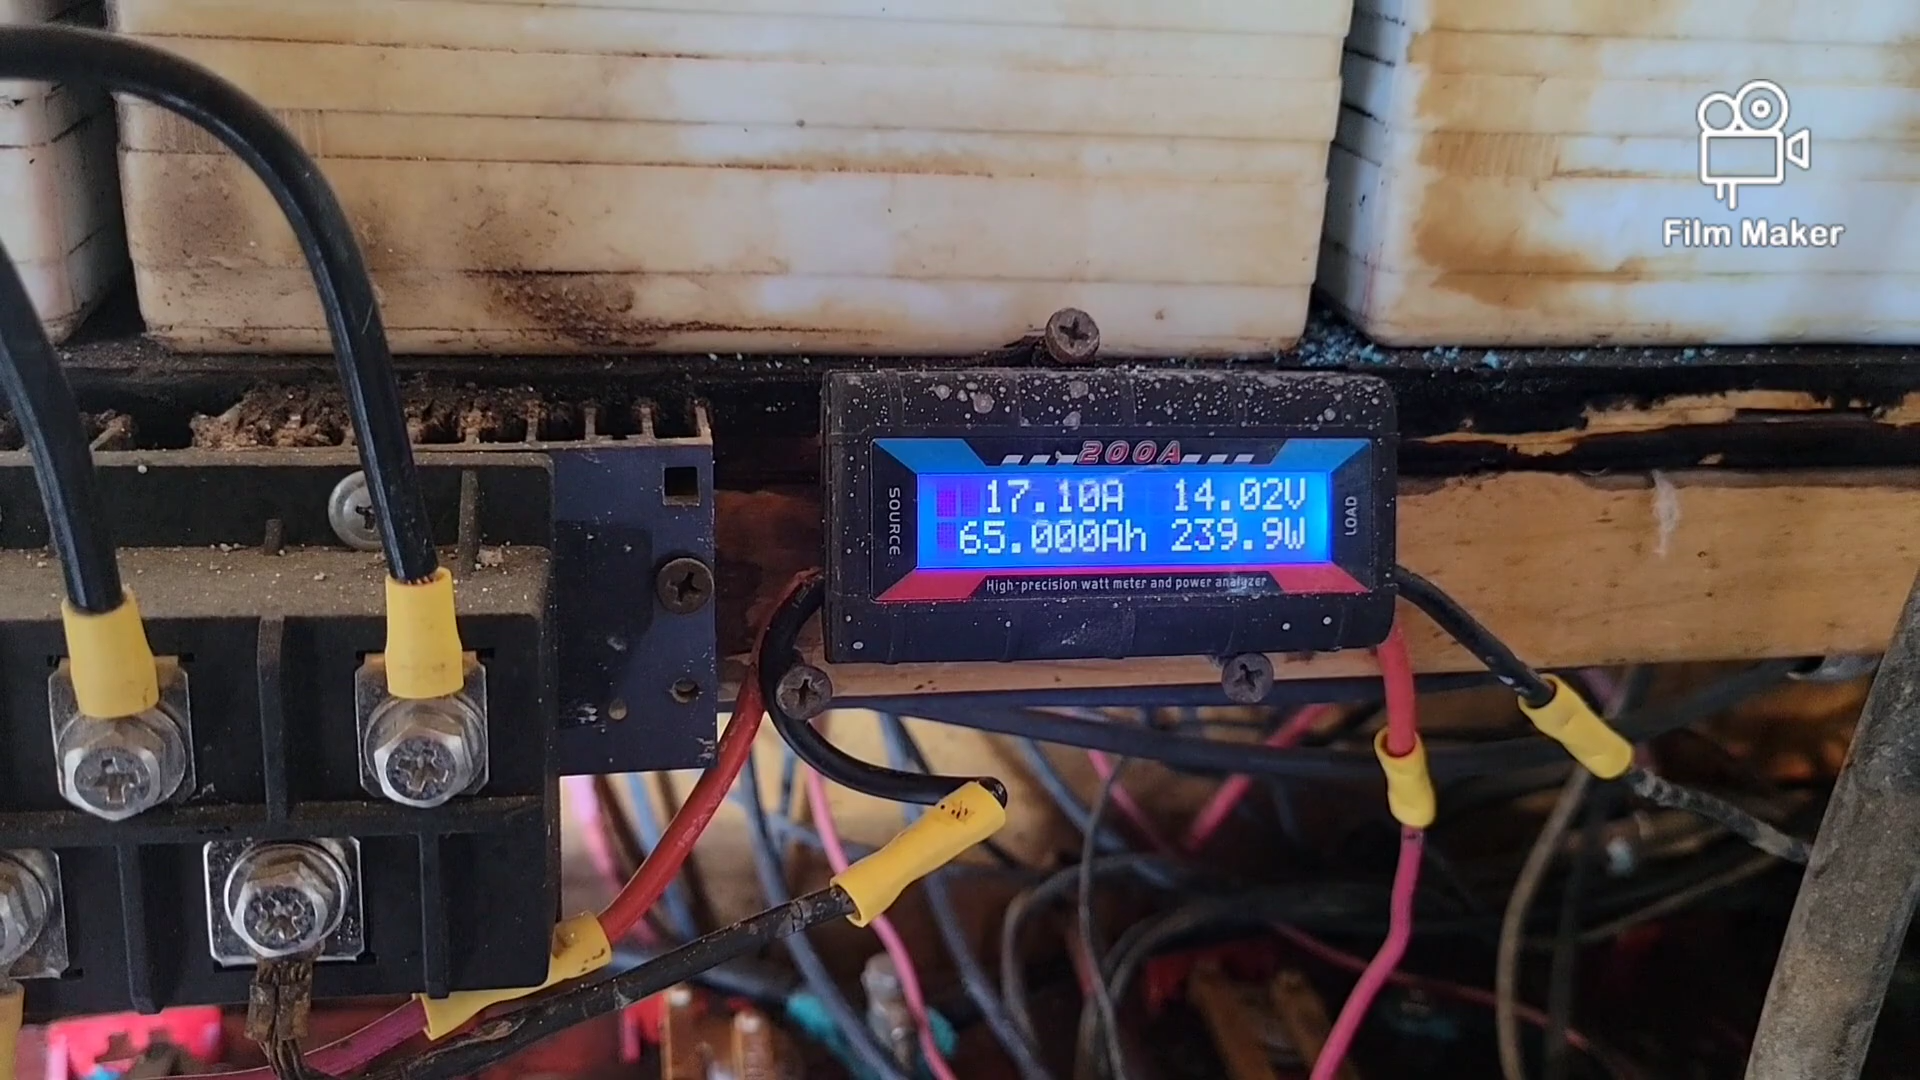 Film Maker
200A
SOURCE
17.10A 14.02V
65.000Ah 239.9W
LOAD
High-precision watt meter and power analyzer